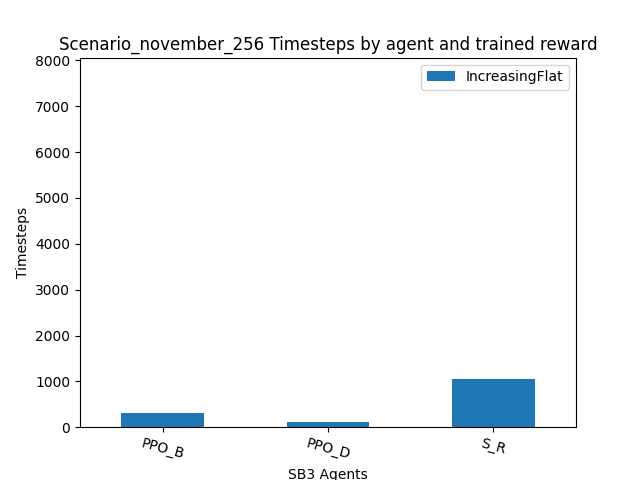 Scenario_november_256 Timesteps by agent and trained reward
IncreasingFlat
8000
7000
6000
5000
4000
3000
2000
1000
0
Timesteps
PPO_B
PPO_D
S_R
SB3 Agents